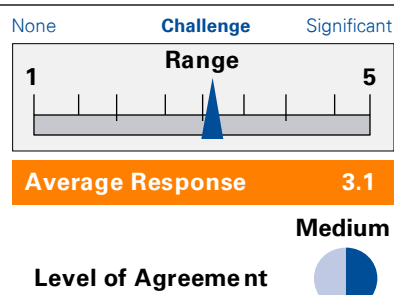 None Challenge Significant
Range
1 5
Average Response 3.1
Medium
Level of Agreement